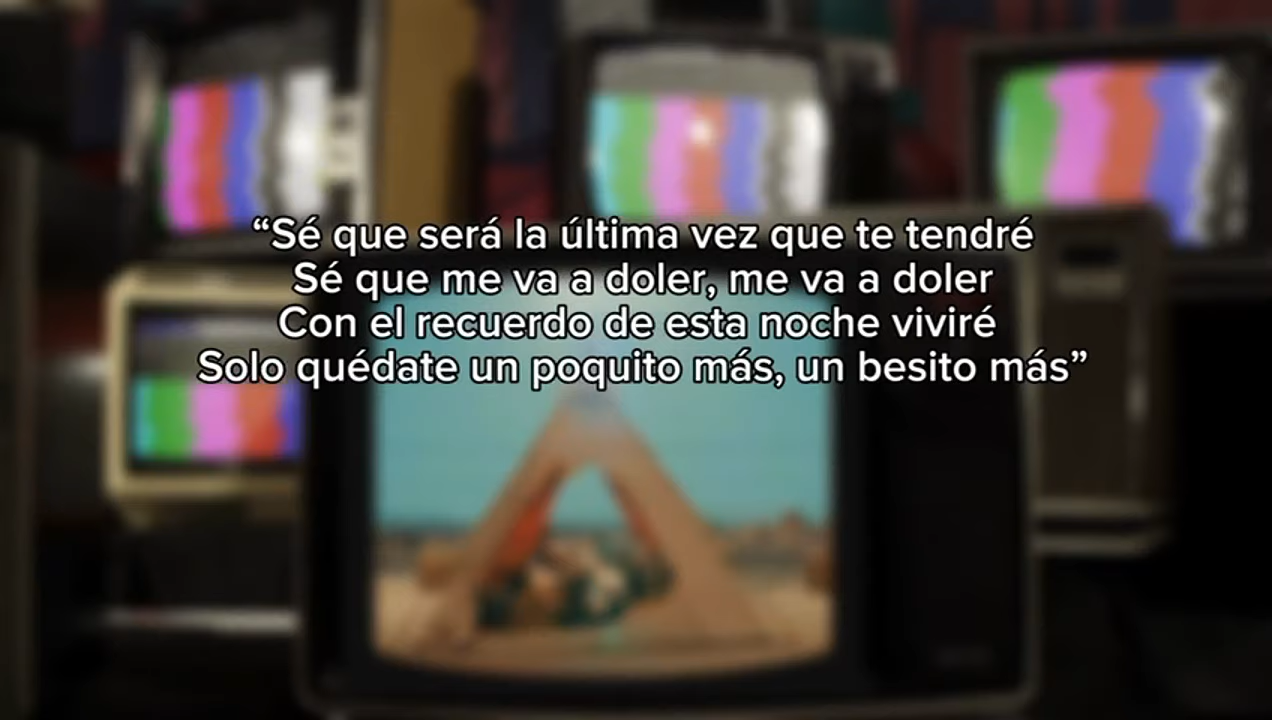 “Sé que será la última vez que te tendré
Sé que me va a doler, me va a doler
Con el recuerdo de esta noche viviré
Solo quédate un poquito más, un besito más”